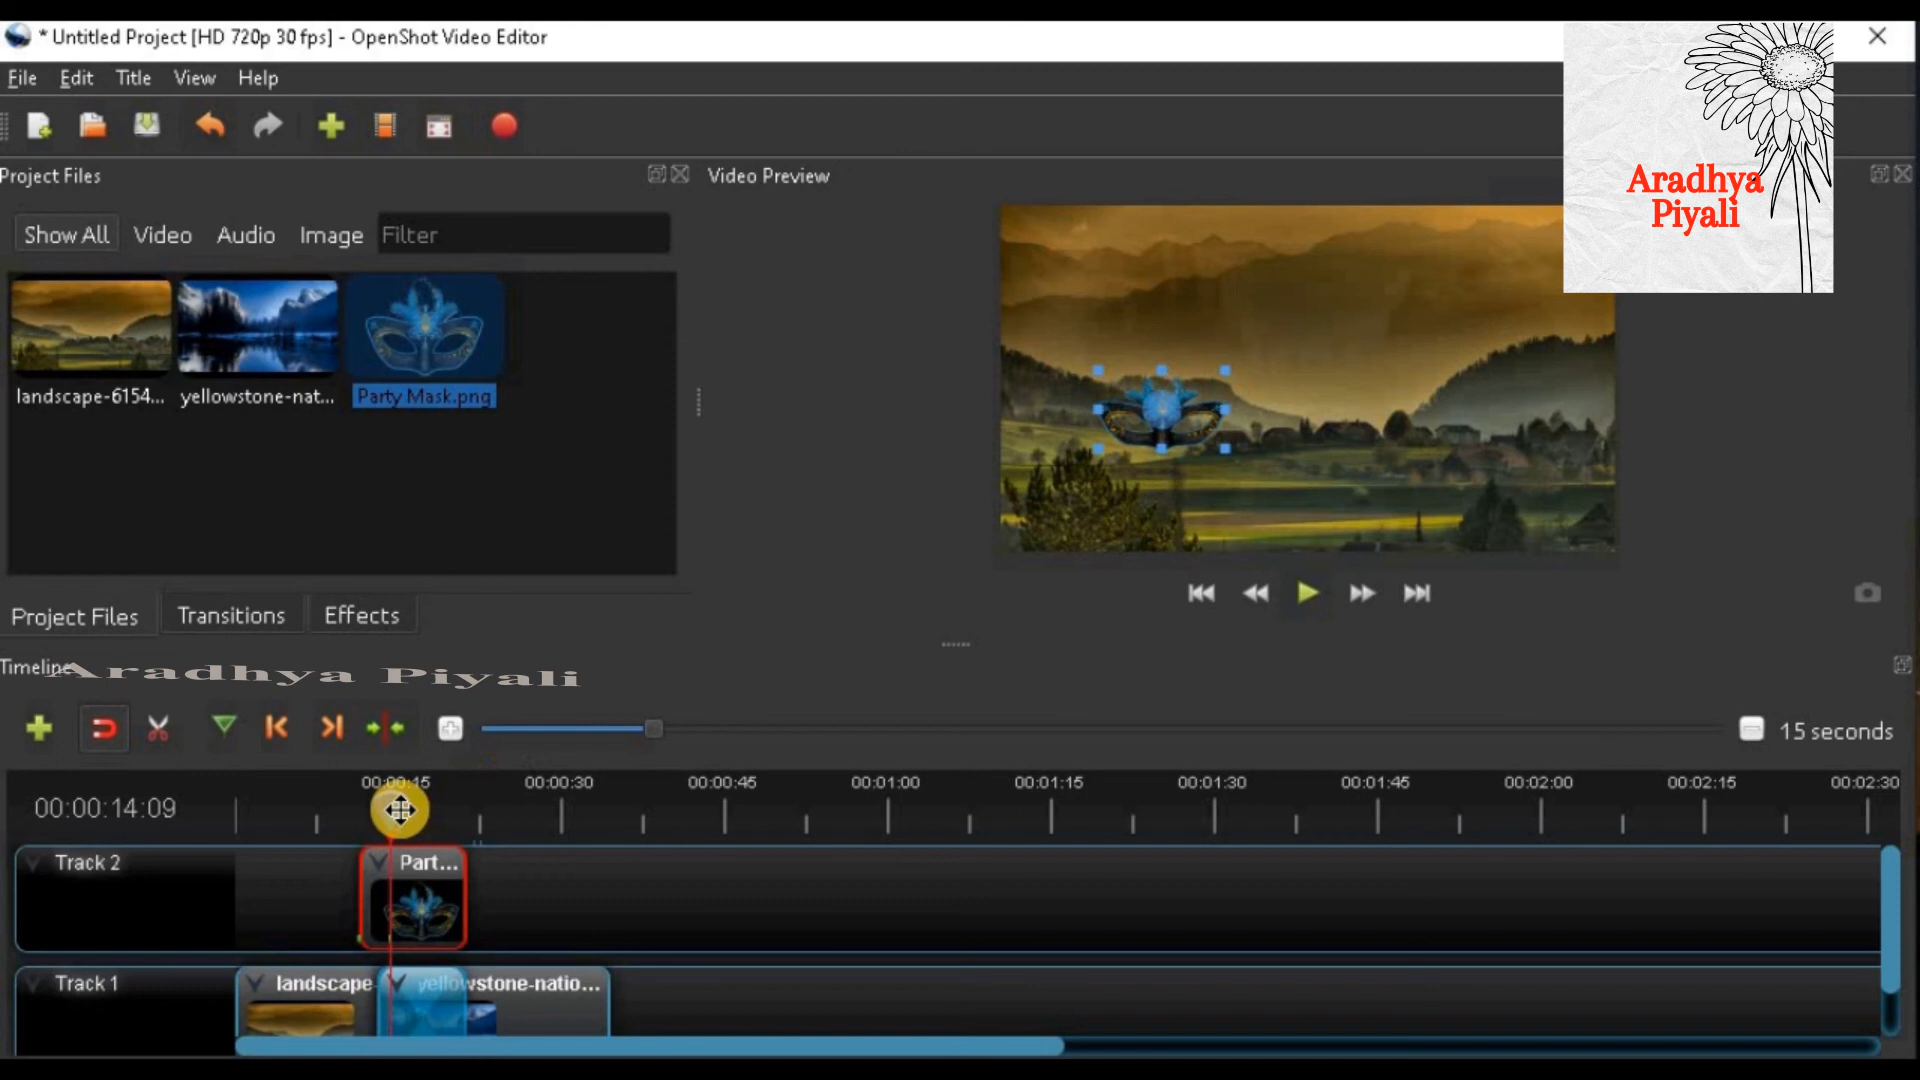 * Untitled Project [HD 720p 30 fps] - OpenShot Video Editor
File Edit Title View Help
Project Files
Video Preview
Aradhya
Piyali
Show All Video Audio Image Filter
landscape-6154... yellowstone-nat... Party Mask.png
Project Files Transitions Effects
Timeline
Aradhya Piyali
15 seconds
00:00:15 00:00:30 00:00:45 00:01:00 00:01:15 00:01:30 00:01:45 00:02:00 00:02:15 00:02:30
00:00:14:09
Track 2 Part...
Track 1 landscape yellowstone-natio...